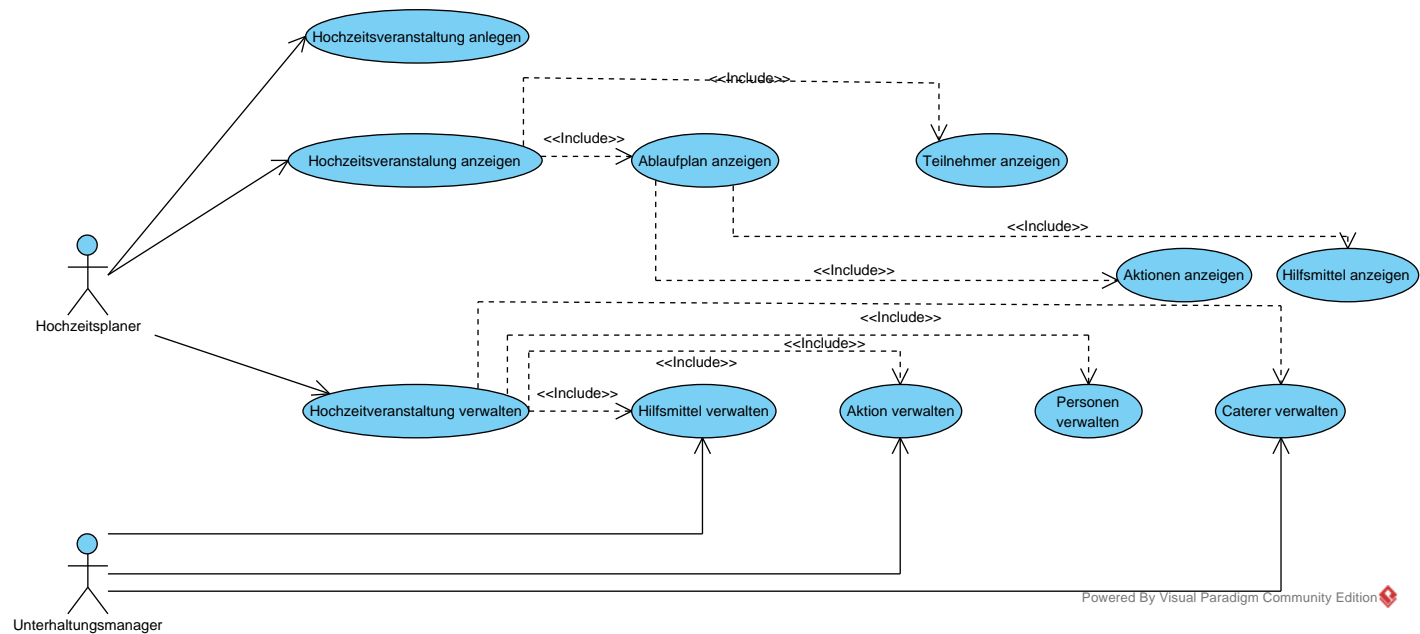 Hochzeitsveranstaltung anlegen
<<Include>>
<<Include>>
Hochzeitsveranstalung anzeigen
Ablaufplan anzeigen
Teilnehmer anzeigen
<<Include>>
<<Include>>
Aktionen anzeigen
Hilfsmittel anzeigen
Hochzeitsplaner
<<Include>>
<<Include>>
<<Include>>
<<Include>>
Hochzeitveranstaltung verwalten
Hilfsmittel verwalten
Aktion verwalten
Personen
verwalten
Caterer verwalten
Powered By Visual Paradigm Community Edition
Unterhaltungsmanager